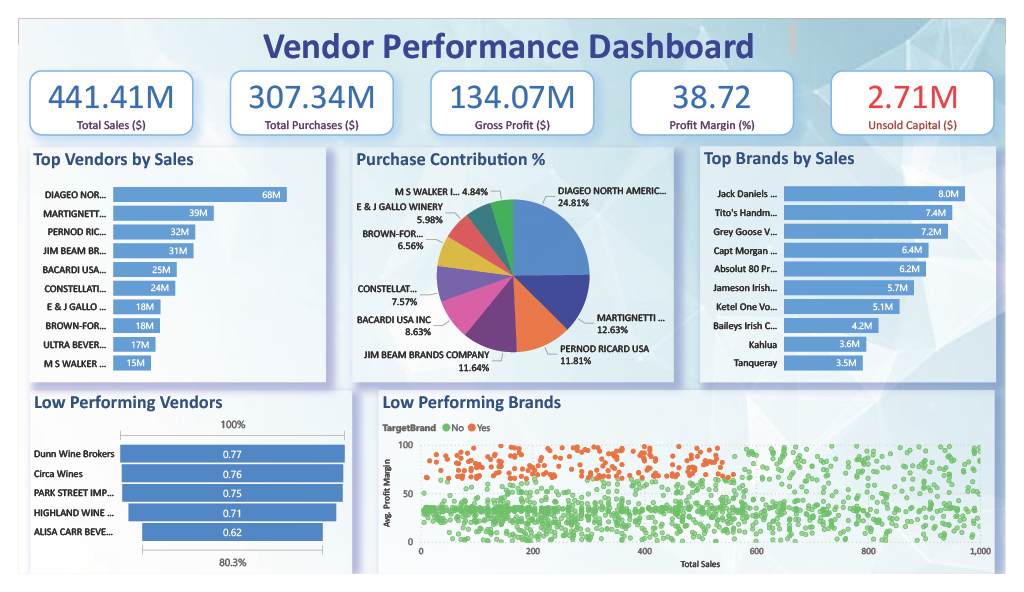 Vendor Performance Dashboard
441.41M
Total Sales ($)
307.34M
Total Purchases ($)
134.07M
Gross Profit ($)
38.72
Profit Margin (%)
2.71M
Unsold Capital ($)
Top Vendors by Sales
DIAGEO NOR... 68M
MARTIGNETT... 39M
PERNOD RIC... 32M
JIM BEAM BR... 31M
BACARDI USA... 25M
CONSTELLATI... 24M
E & J GALLO ... 18M
BROWN-FOR... 18M
ULTRA BEVER... 17M
M S WALKER ... 15M
Purchase Contribution %
DIAGEO NORTH AMERIC...
24.81%
MARTIGNETTI ...
12.63%
PERNOD RICARD USA
11.81%
JIM BEAM BRANDS COMPANY
11.64%
BACARDI USA INC
8.63%
CONSTELLAT...
7.57%
BROWN-FOR...
6.56%
E & J GALLO WINERY
5.98%
M S WALKER I... 4.84%
Top Brands by Sales
Jack Daniels ... 8.0M
Tito's Handm... 7.4M
Grey Goose V... 7.2M
Capt Morgan ... 6.4M
Absolut 80 Pr... 6.2M
Jameson Irish... 5.7M
Ketel One Vo... 5.1M
Baileys Irish C... 4.2M
Kahlua 3.6M
Tanqueray 3.5M
Low Performing Vendors
100%
Dunn Wine Brokers 0.77
Circa Wines 0.76
PARK STREET IMP... 0.75
HIGHLAND WINE ... 0.71
ALISA CARR BEVE... 0.62
80.3%
Low Performing Brands
TargetBrand No Yes
Avg. Profit Margin
100
50
0
0 200 400 600 800 1,000
Total Sales